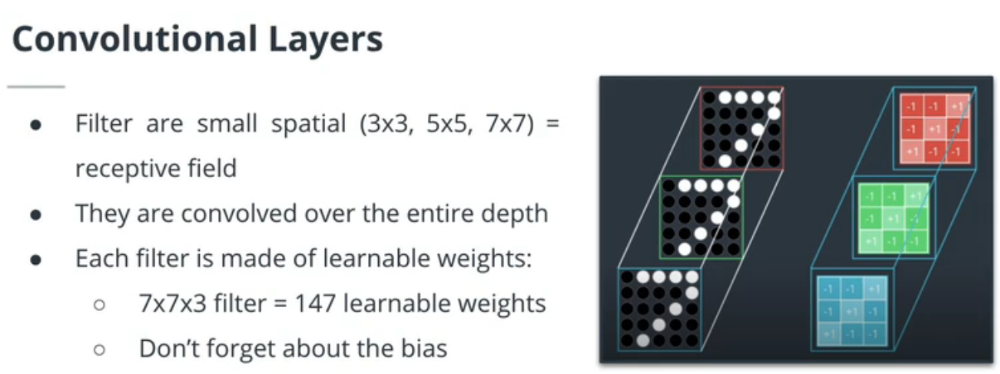 Convolutional Layers
● Filter are small spatial (3x3, 5x5, 7x7) =
receptive field
● They are convolved over the entire depth
● Each filter is made of learnable weights:
○ 7x7x3 filter = 147 learnable weights
○ Don’t forget about the bias
-1 -1 +1
-1 +1 -1
+1 -1 -1
-1 -1 +1
-1 +1 -1
+1 -1 -1
-1 -1 +1
-1 +1 -1
+1 -1 -1